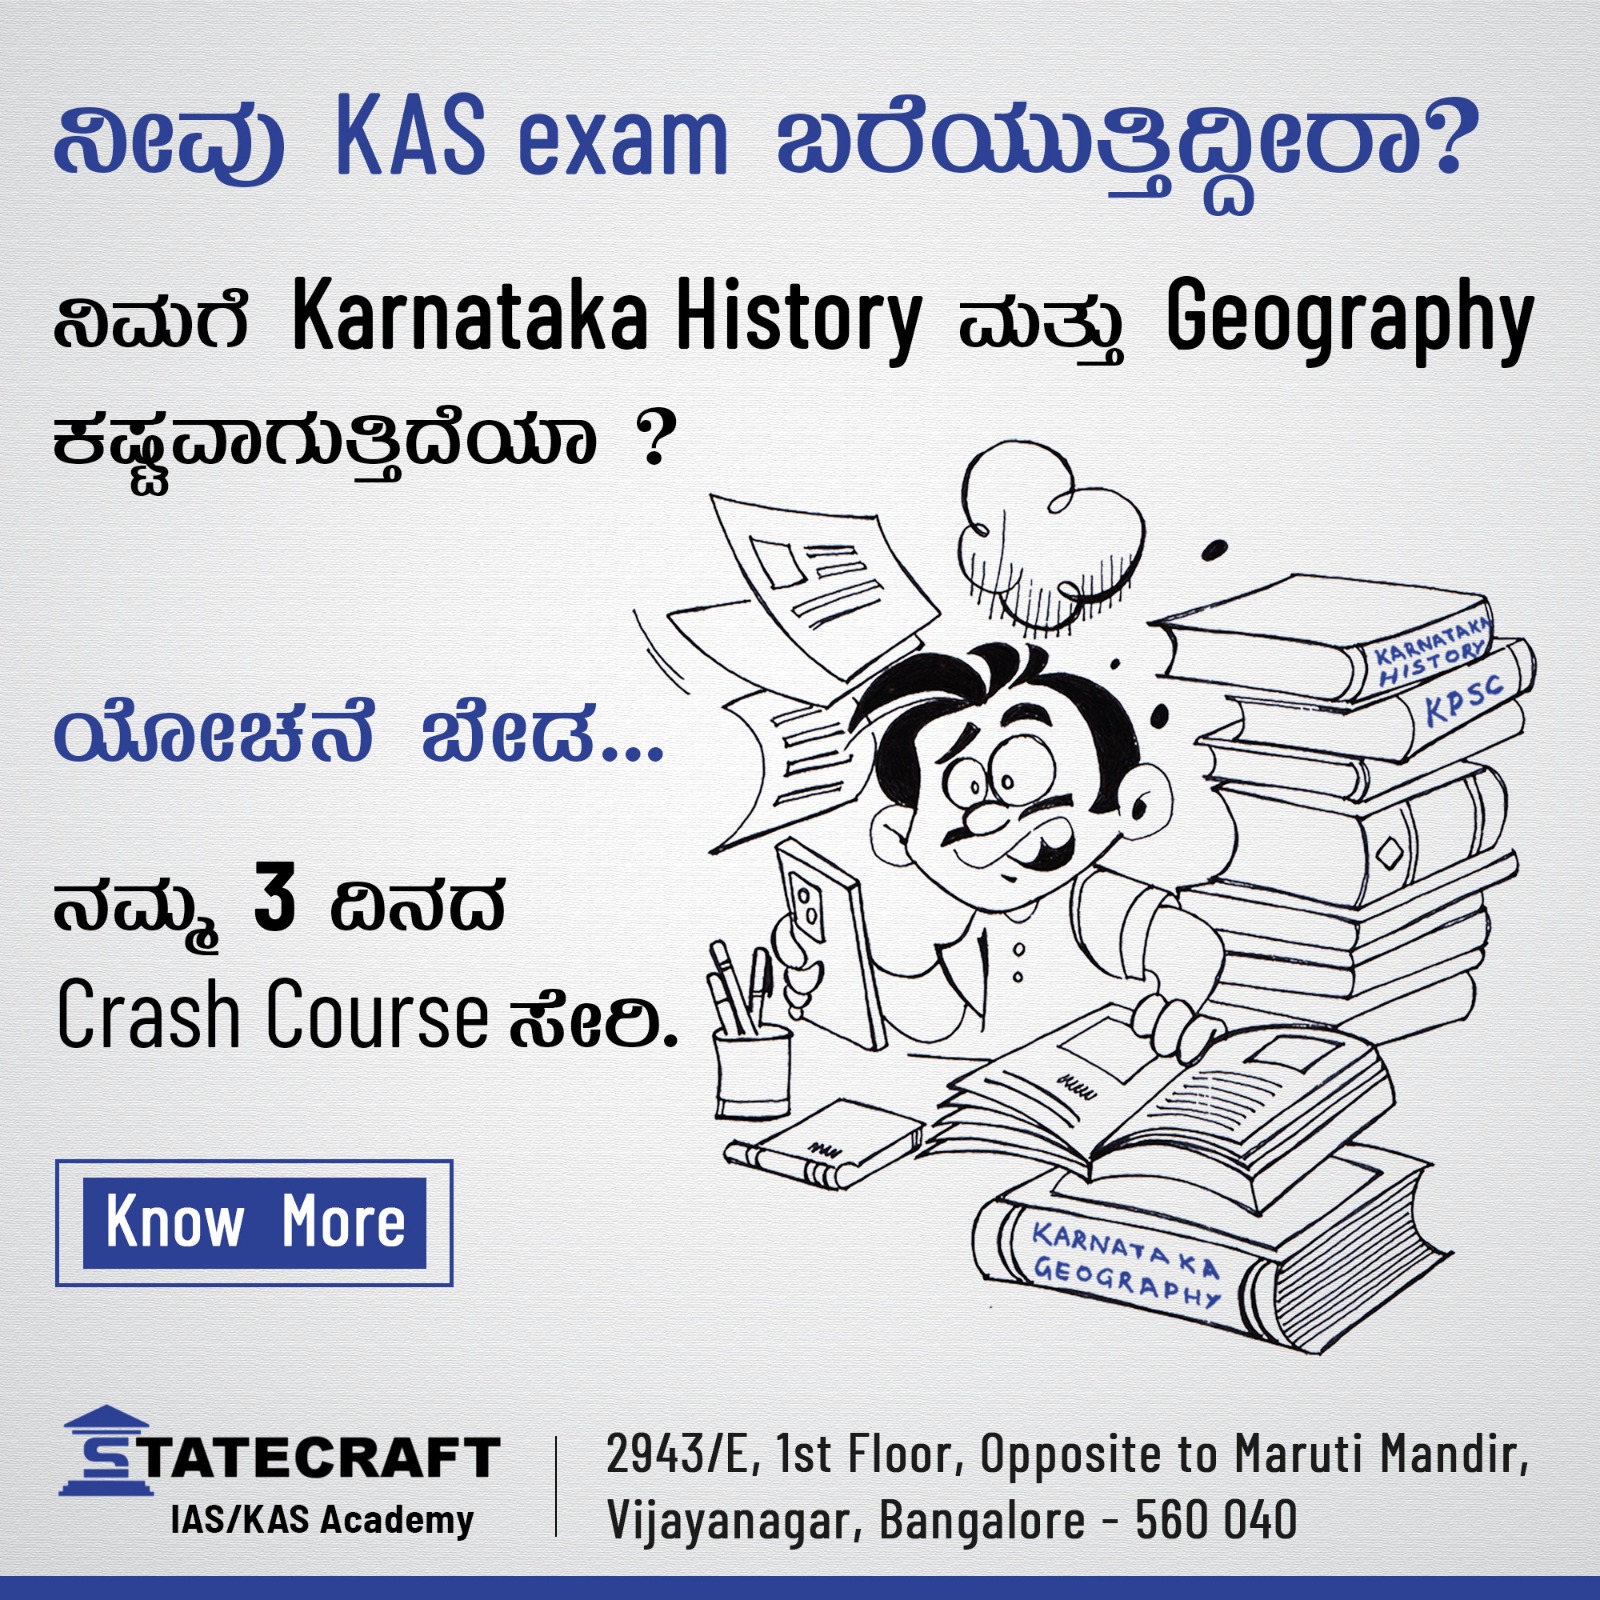 ನೀವು KAS exam ಬರೆಯುತ್ತಿದ್ದೀರಾ?
ನಿಮಗೆ Karnataka History ಮತ್ತು Geography
ಕಷ್ಟವಾಗುತ್ತಿದೆಯಾ ?
KARNATAKA
HISTORY
KPSC
ಯೋಚನೆ ಬೇಡ...
ನಮ್ಮ 3 ದಿನದ
Crash Course ಸೇರಿ.
Know More
KARNATAKA
GEOGRAPHY
STATECRAFT
IAS/KAS Academy
2943/E, 1st Floor, Opposite to Maruti Mandir,
Vijayanagar, Bangalore - 560 040